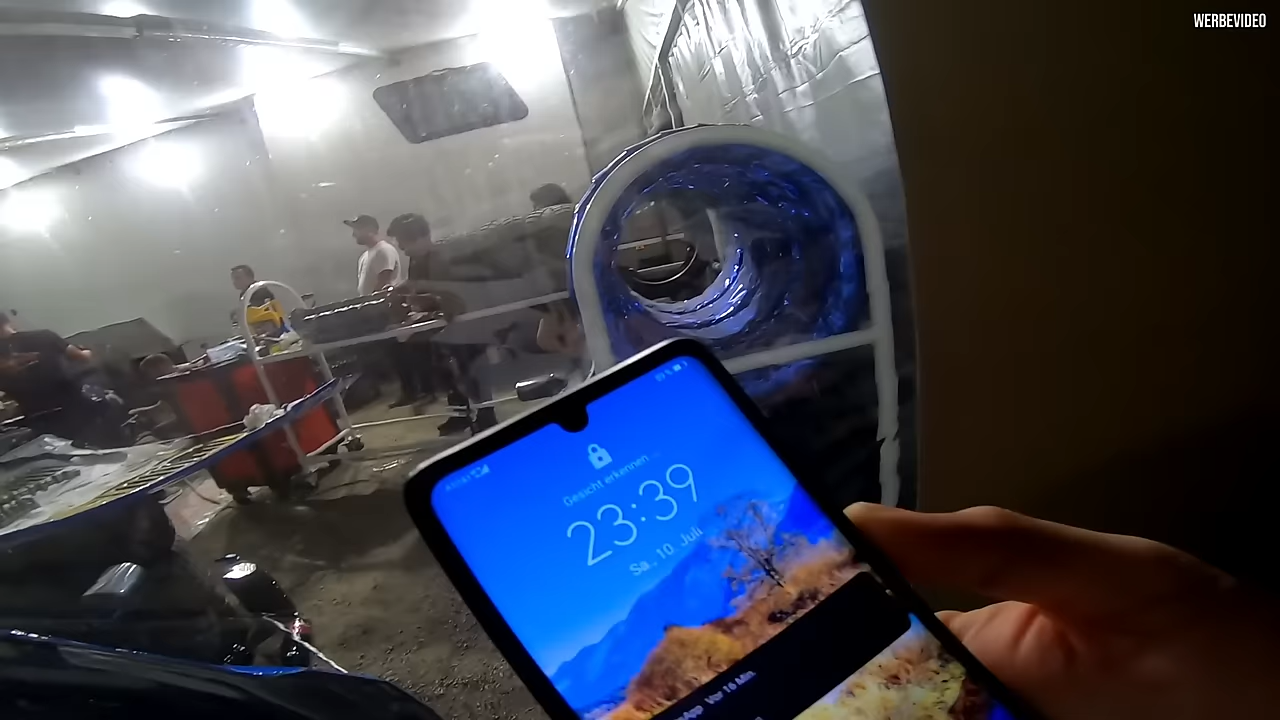 WERBEVIDEO
Gesicht erkennen ...
23:39
Sa., 10. Juli
Vor 16 Min.